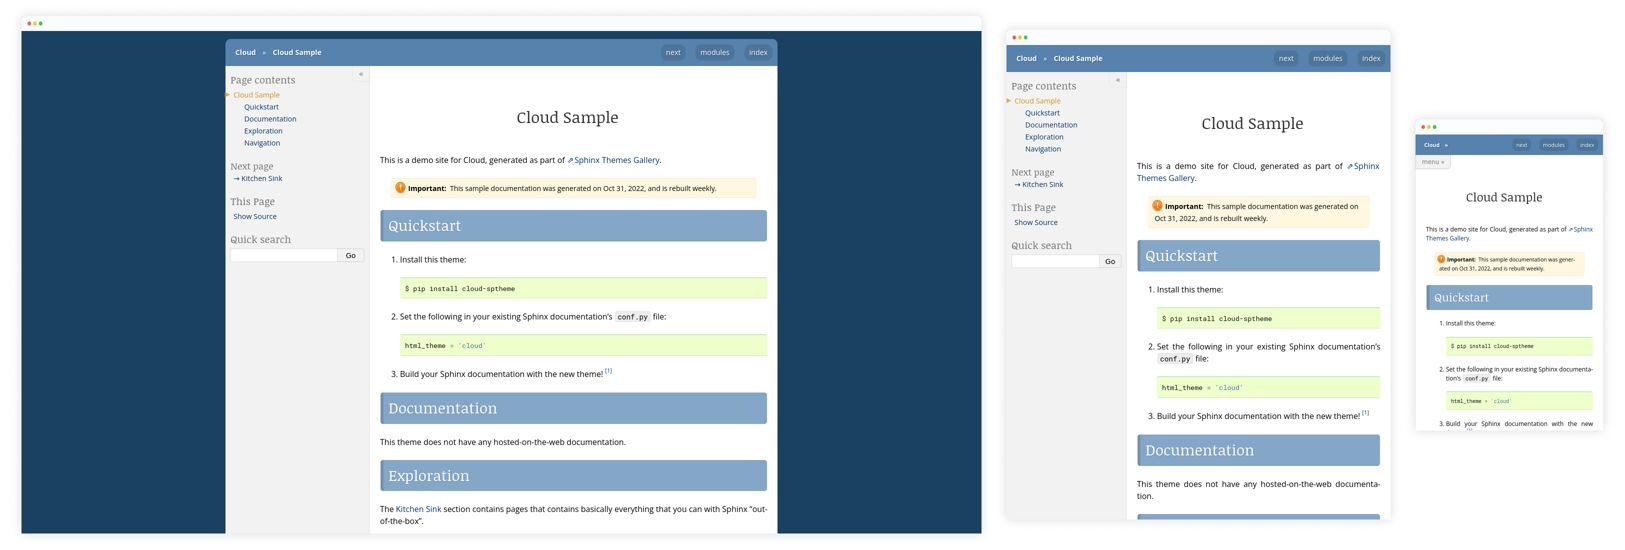 Cloud » Cloud Sample next modules index
«
Page contents
Cloud Sample
Quickstart
Documentation
Exploration
Navigation
Next page
→ Kitchen Sink
This Page
Show Source
Quick search
Go
Cloud Sample
This is a demo site for Cloud, generated as part of ⇗Sphinx Themes Gallery.
Important: This sample documentation was generated on Oct 31, 2022, and is rebuilt weekly.
Quickstart
1. Install this theme:
$ pip install cloud-sptheme
2. Set the following in your existing Sphinx documentation's conf.py file:
html_theme = 'cloud'
3. Build your Sphinx documentation with the new theme! [1]
Documentation
This theme does not have any hosted-on-the-web documentation.
Exploration
The Kitchen Sink section contains pages that contains basically everything that you can with Sphinx "out-
of-the-box".
Cloud » Cloud Sample next modules index
«
Page contents
Cloud Sample
Quickstart
Documentation
Exploration
Navigation
Next page
→ Kitchen Sink
This Page
Show Source
Quick search
Go
Cloud Sample
This is a demo site for Cloud, generated as part of ⇗Sphinx
Themes Gallery.
Important: This sample documentation was generated on
Oct 31, 2022, and is rebuilt weekly.
Quickstart
1. Install this theme:
$ pip install cloud-sptheme
2. Set the following in your existing Sphinx documentation's
conf.py file:
html_theme = 'cloud'
3. Build your Sphinx documentation with the new theme! [1]
Documentation
This theme does not have any hosted-on-the-web documenta-
tion.
Cloud » next modules index
menu »
Cloud Sample
This is a demo site for Cloud, generated as part of ⇗Sphinx
Themes Gallery.
Important: This sample documentation was gener-
ated on Oct 31, 2022, and is rebuilt weekly.
Quickstart
1. Install this theme:
$ pip install cloud-sptheme
2. Set the following in your existing Sphinx documenta-
tion's conf.py file:
html_theme = 'cloud'
3. Build your Sphinx documentation with the new